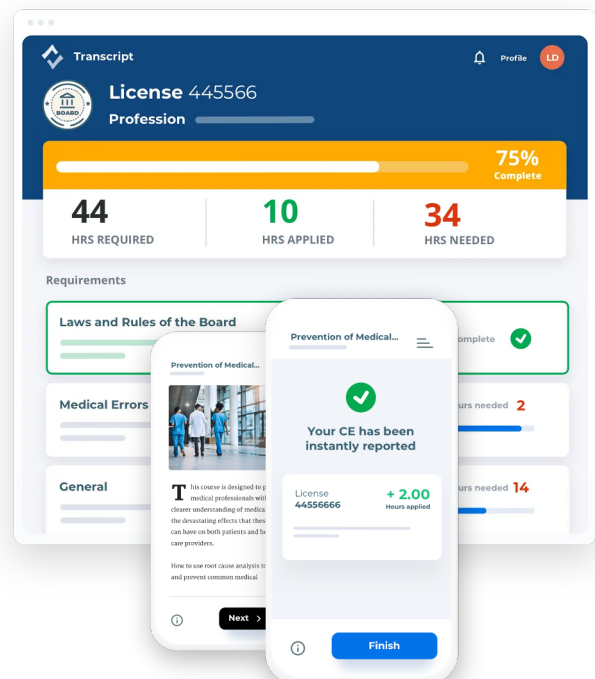 Transcript
Profile LD
License 445566
BOARD
Profession
75%
Complete
44
HRS REQUIRED
10
HRS APPLIED
34
HRS NEEDED
Requirements
Laws and Rules of the Board
omplete
Medical Errors
urs needed 2
General
urs needed 14
Prevention of Medical...
This course is designed to p
medical professionals with
clearer understanding of medica
the devastating effects that thes
can have on both patients and he
care providers.
How to use root cause analysis to
and prevent common medical
Next >
Prevention of Medical...
Your CE has been
instantly reported
License
44556666
+ 2.00
Hours applied
Finish